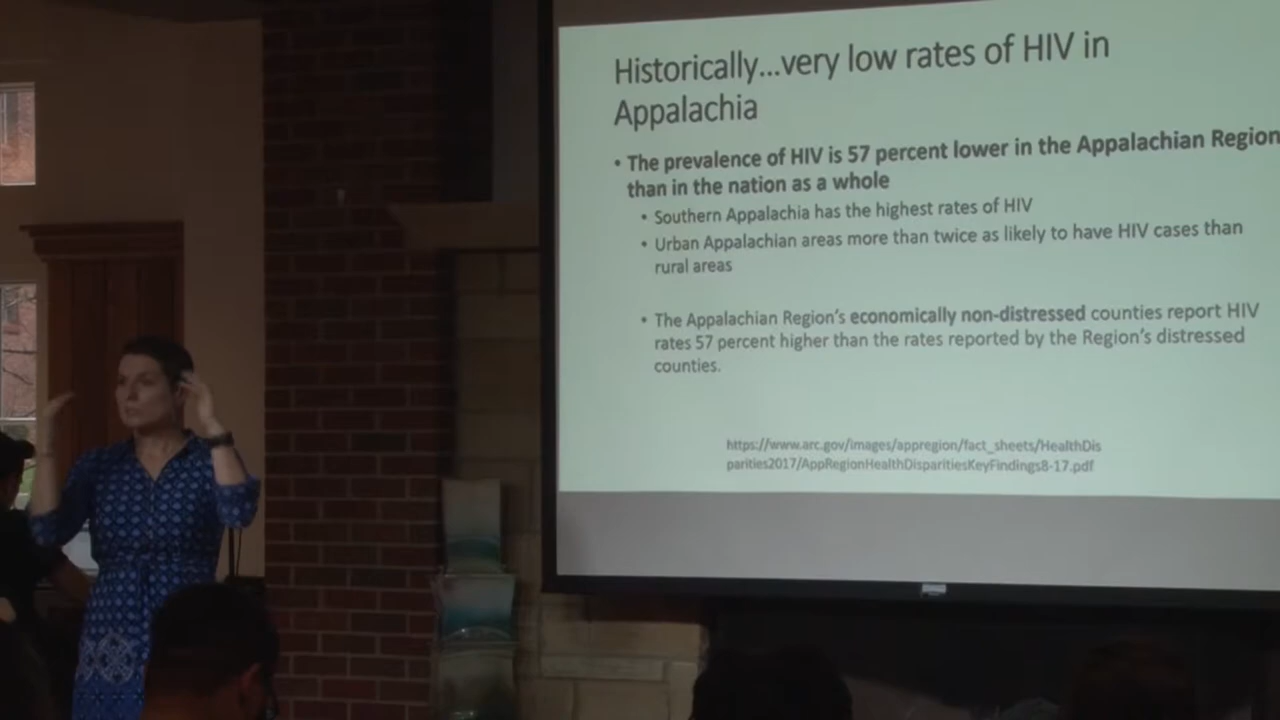 Historically...very low rates of HIV in
Appalachia
• The prevalence of HIV is 57 percent lower in the Appalachian Region
than in the nation as a whole
• Southern Appalachia has the highest rates of HIV
• Urban Appalachian areas more than twice as likely to have HIV cases than
rural areas
• The Appalachian Region's economically non-distressed counties report HIV
rates 57 percent higher than the rates reported by the Region's distressed
counties.
https://www.arc.gov/images/appregion/fact_sheets/HealthDis
parities2017/AppRegionHealthDisparitiesKeyFindings8-17.pdf